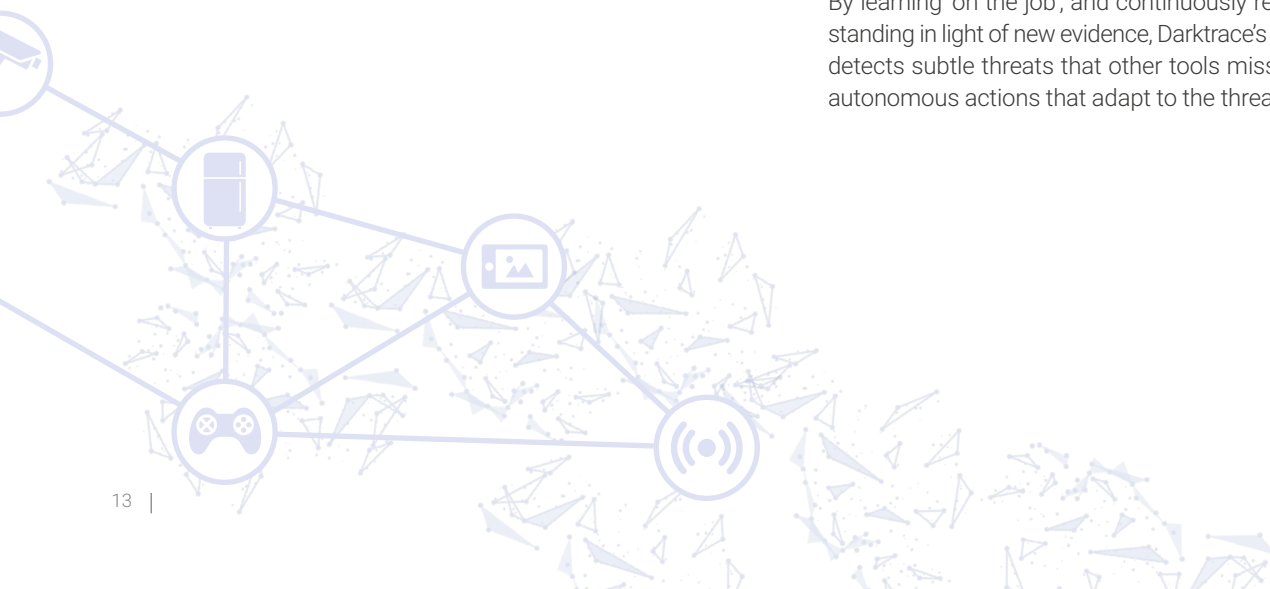 By learning 'on the job', and continuously re
standing in light of new evidence, Darktrace's
detects subtle threats that other tools miss
autonomous actions that adapt to the threa
13 |